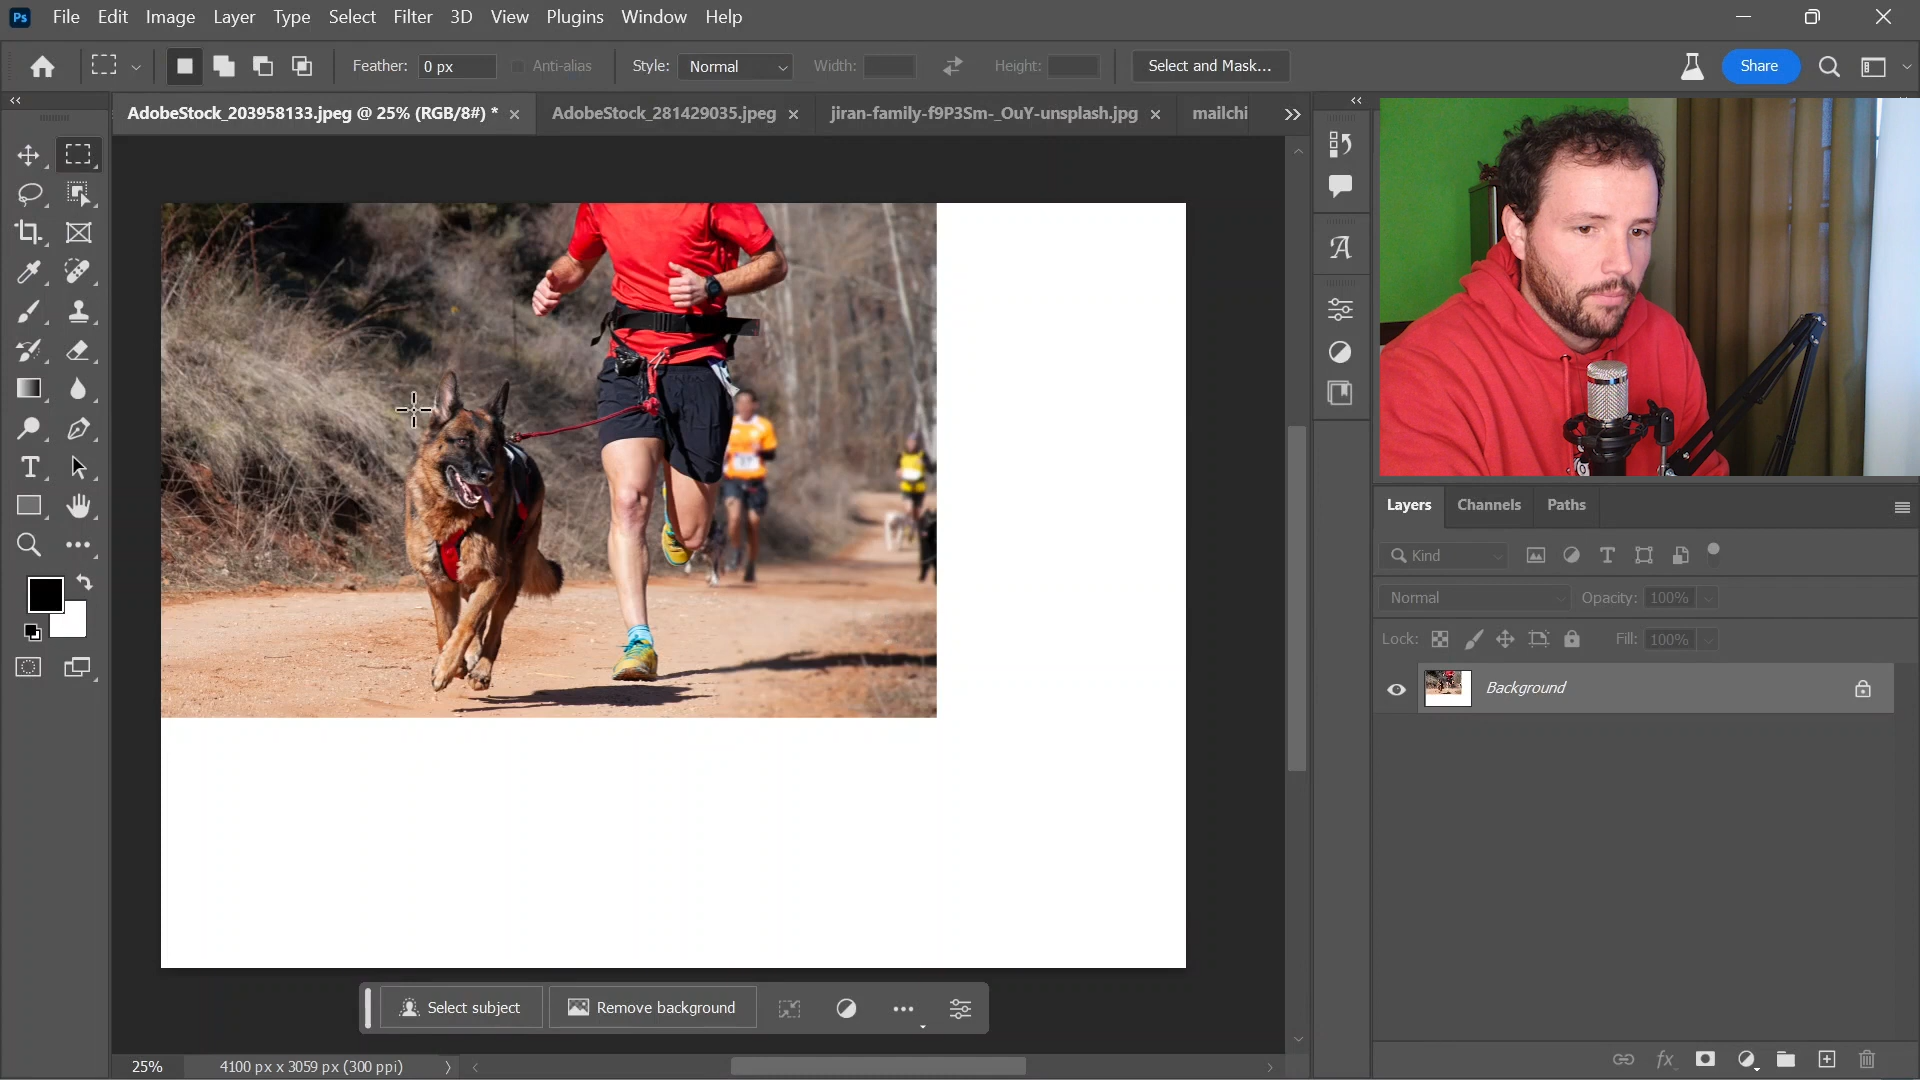 Ps File Edit Image Layer Type Select Filter 3D View Plugins Window Help
Feather: 0 px Anti-alias Style: Normal Width: Height: Select and Mask... Share
AdobeStock_203958133.jpeg @ 25% (RGB/8#) * AdobeStock_281429035.jpeg jiran-family-f9P3Sm-_OuY-unsplash.jpg mailchi
Layers Channels Paths
Kind
Normal Opacity: 100%
Lock: Fill: 100%
Background
Select subject Remove background
25% 4100 px x 3059 px (300 ppi)